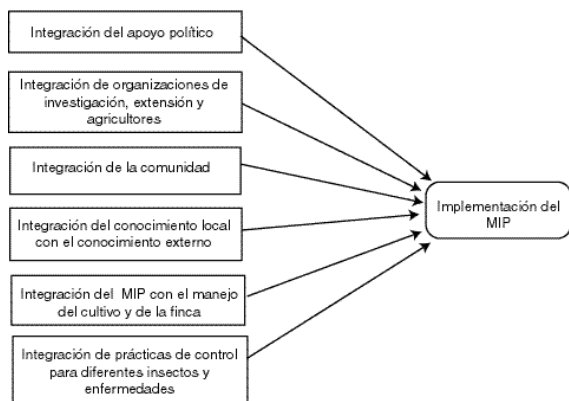 Integración del apoyo político
Integración de organizaciones de
investigación, extensión y
agricultores
Integración de la comunidad
Integración del conocimiento local
con el conocimiento externo
Integración del MIP con el manejo
del cultivo y de la finca
Integración de prácticas de control
para diferentes insectos y
enfermedades
Implementación del
MIP